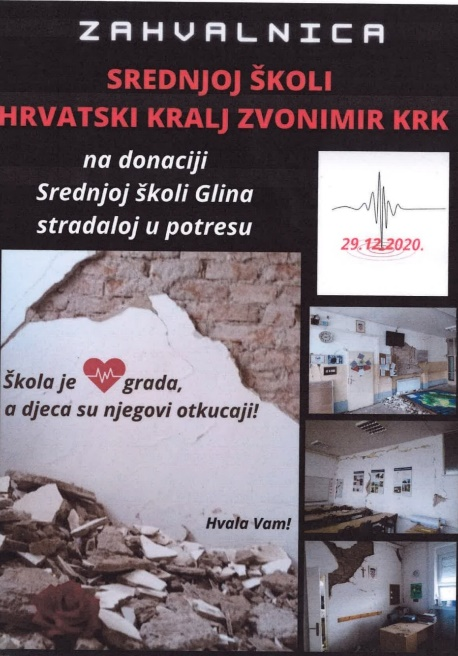 ZAHVALNICA
SREDNJOJ ŠKOLI
HRVATSKI KRALJ ZVONIMIR KRK
na donaciji
Srednjoj školi Glina
stradaloj u potresu
29.12.2020.
Škola je grada,
a djeca su njegovi otkucaji!
Hvala Vam!